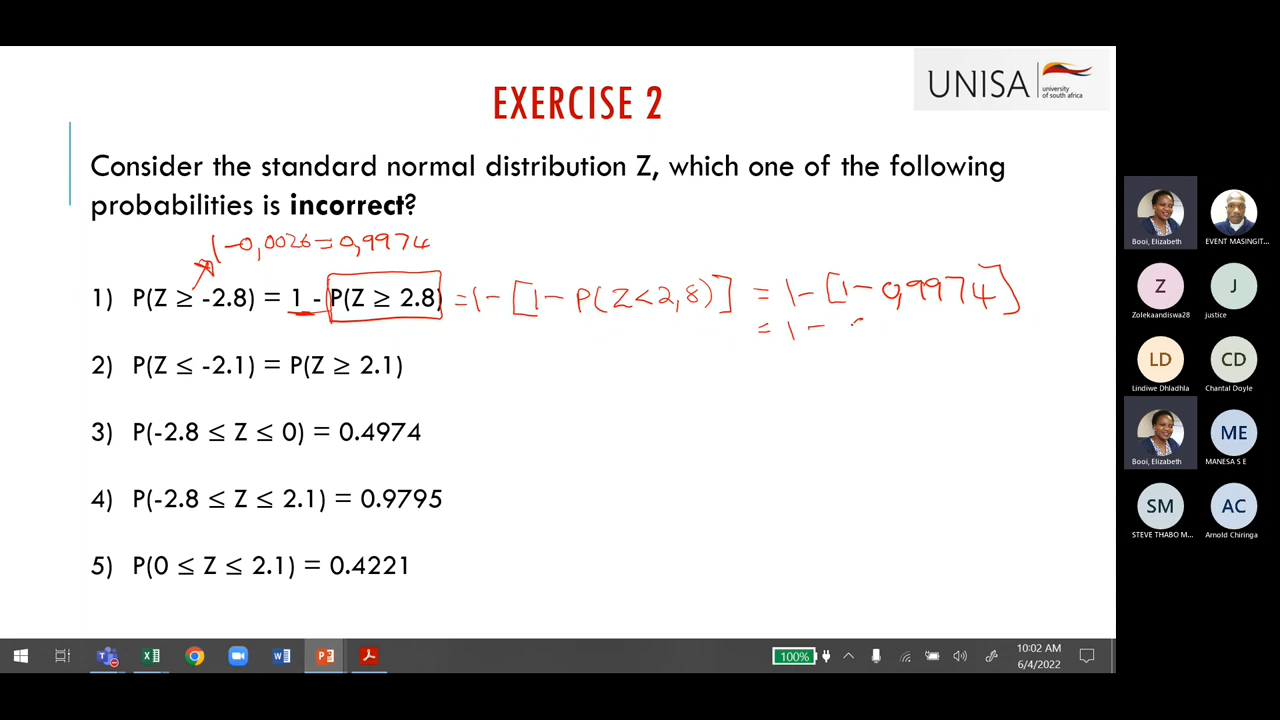 EXERCISE 2
UNISA university of south africa
Consider the standard normal distribution Z, which one of the following
probabilities is incorrect?
1-0,0026=0,9974
1) P(Z ≥ -2.8) = 1 - P(Z ≥ 2.8) =1-[1-P(Z<2,8)] = 1-[1-0,9974]
= 1 -
2) P(Z ≤ -2.1) = P(Z ≥ 2.1)
3) P(-2.8 ≤ Z ≤ 0) = 0.4974
4) P(-2.8 ≤ Z ≤ 2.1) = 0.9795
5) P(0 ≤ Z ≤ 2.1) = 0.4221
Booi, Elizabeth
EVENT MASINGIT...
Z
J
Zolekaandiswa28
justice
LD
CD
Lindiwe Dhladhla
Chantal Doyle
ME
Booi, Elizabeth
MANESA S E
SM
AC
STEVE THABO M...
Arnold Chiringa
100%
10:02 AM
6/4/2022